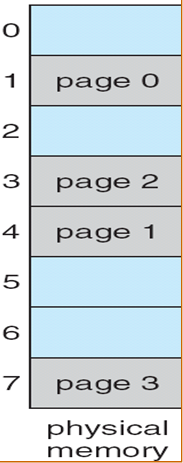 0
1 page 0
2
3 page 2
4 page 1
5
6
7 page 3
physical
memory